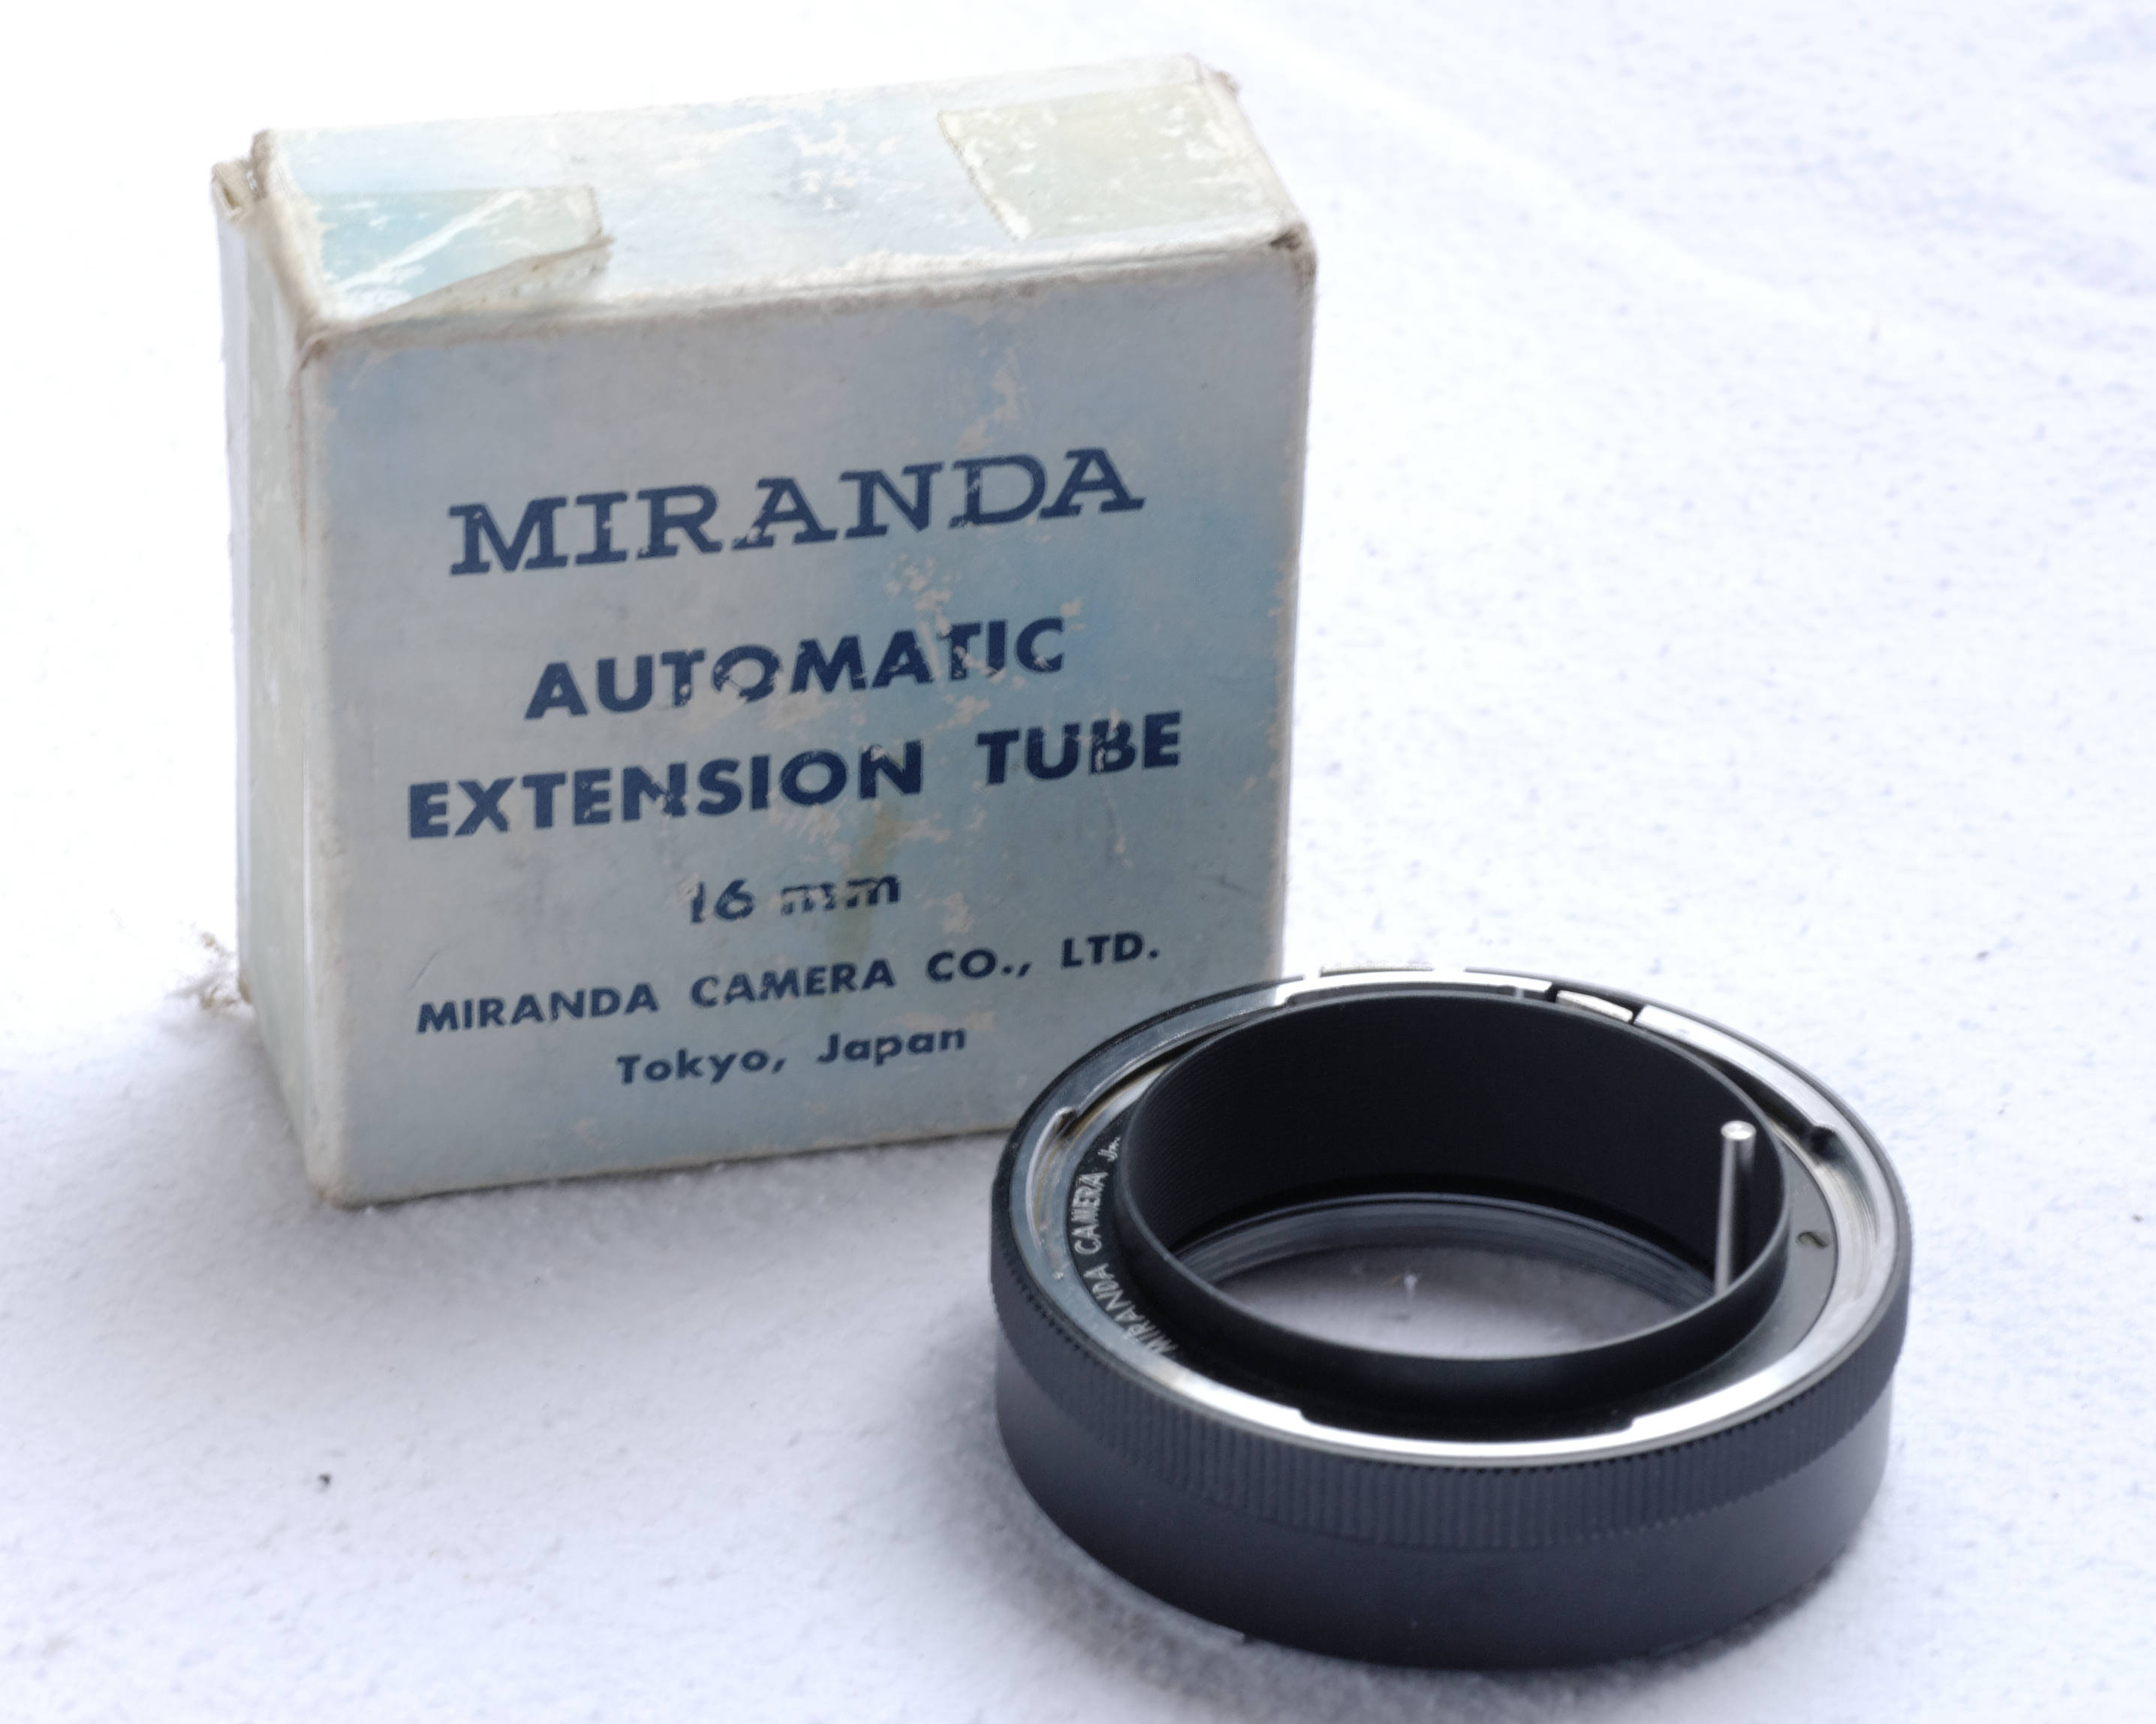 MIRANDA
AUTOMATIC
EXTENSION TUBE
16 mm
MIRANDA CAMERA CO., LTD.
Tokyo, Japan
MIRANDA CAMERA